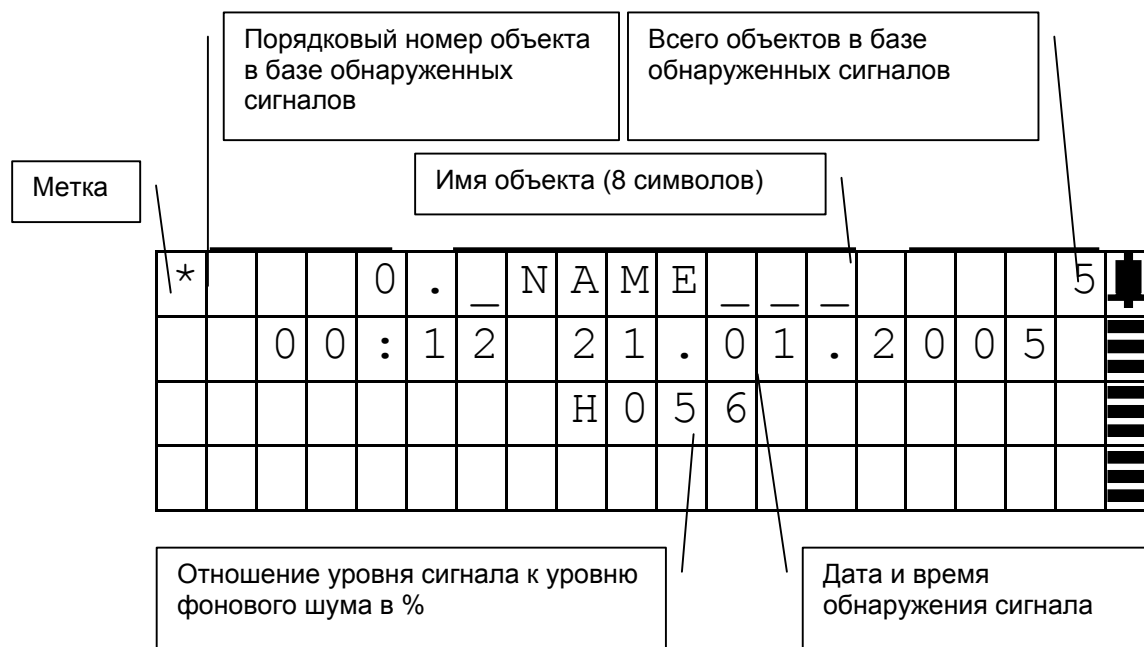 Порядковый номер объекта
в базе обнаруженных
сигналов
Всего объектов в базе
обнаруженных сигналов
Метка
Имя объекта (8 символов)
* 0._NAME___ 5
00:12 21.01.2005
H056
Отношение уровня сигнала к уровню
фонового шума в %
Дата и время
обнаружения сигнала